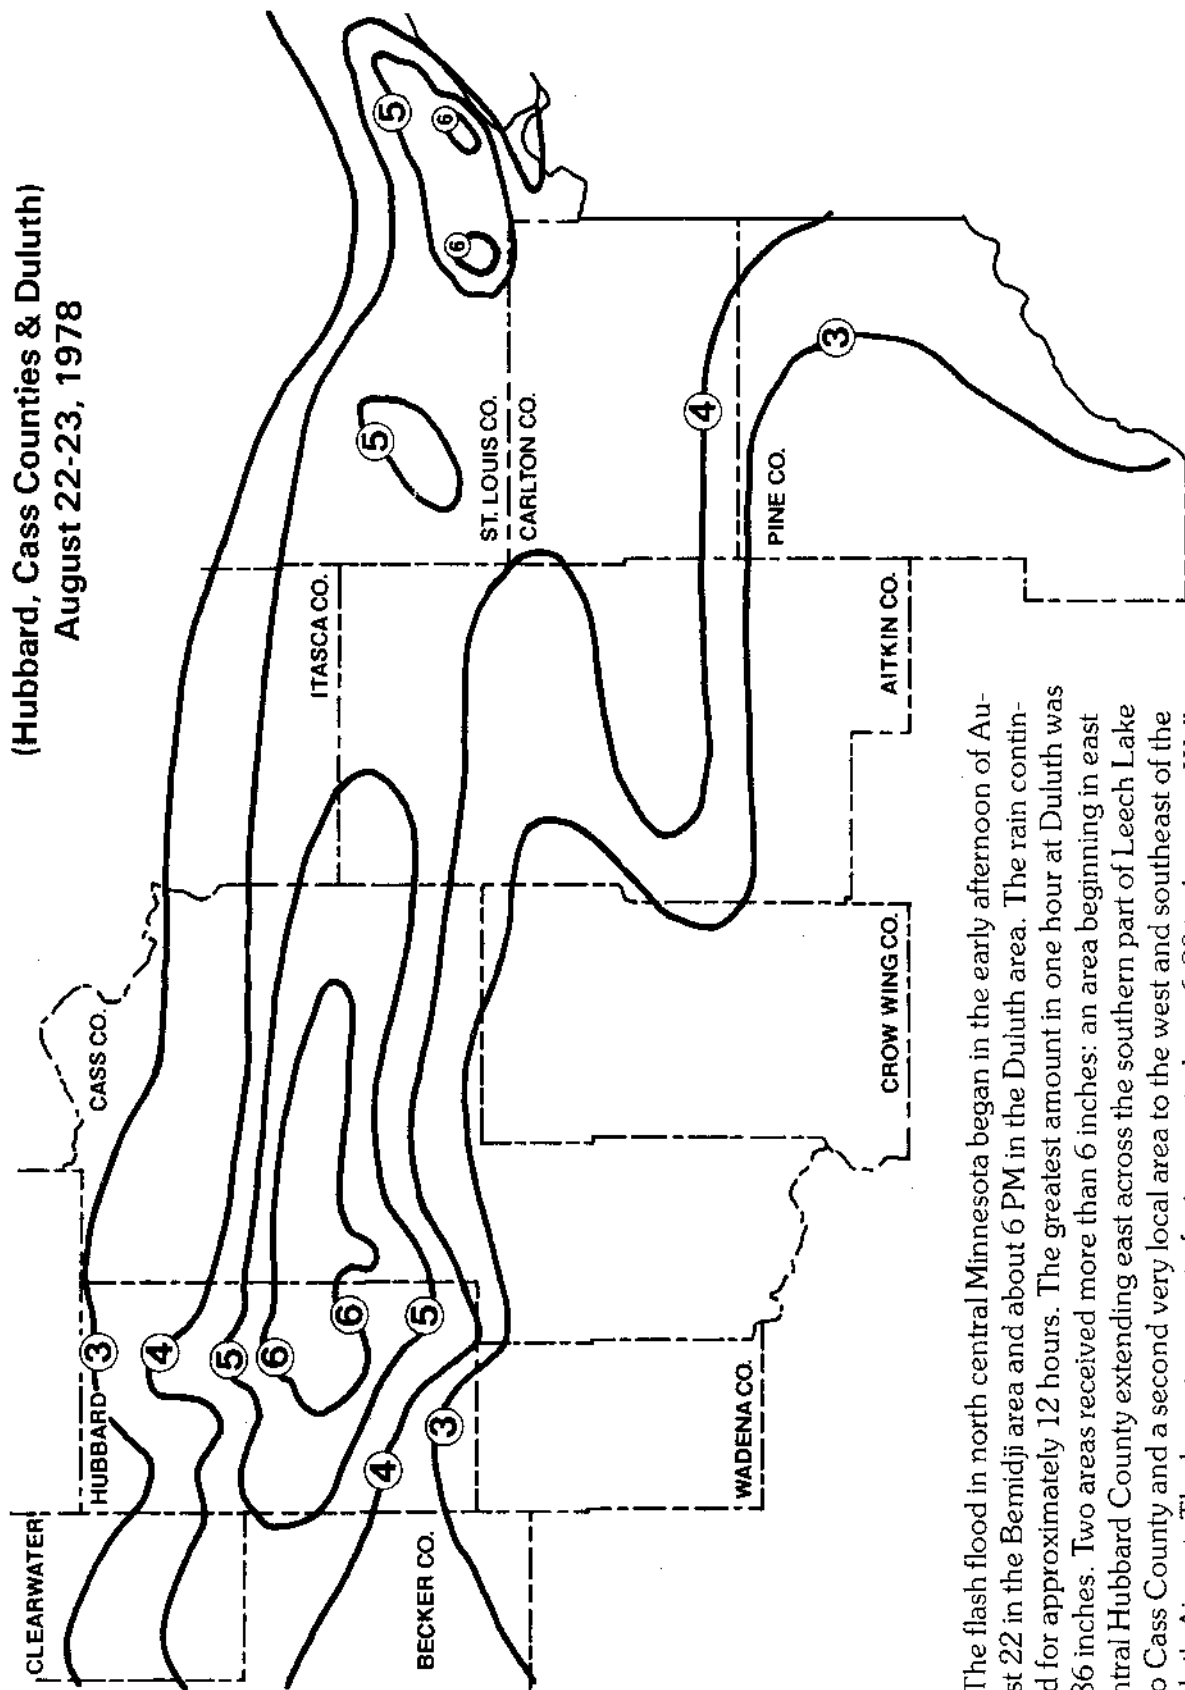 (Hubbard, Cass Counties & Duluth)
August 22-23, 1978
CLEARWATER
HUBBARD
CASS CO.
ITASCA CO.
ST. LOUIS CO.
CARLTON CO.
BECKER CO.
WADENA CO.
CROW WING CO.
AITKIN CO.
PINE CO.
3
4
5
6
6
5
4
3
5
5
6
6
4
3
The flash flood in north central Minnesota began in the early afternoon of Au-
st 22 in the Bemidji area and about 6 PM in the Duluth area. The rain contin-
d for approximately 12 hours. The greatest amount in one hour at Duluth was
86 inches. Two areas received more than 6 inches: an area beginning in east
ntral Hubbard County extending east across the southern part of Leech Lake
o Cass County and a second very local area to the west and southeast of the